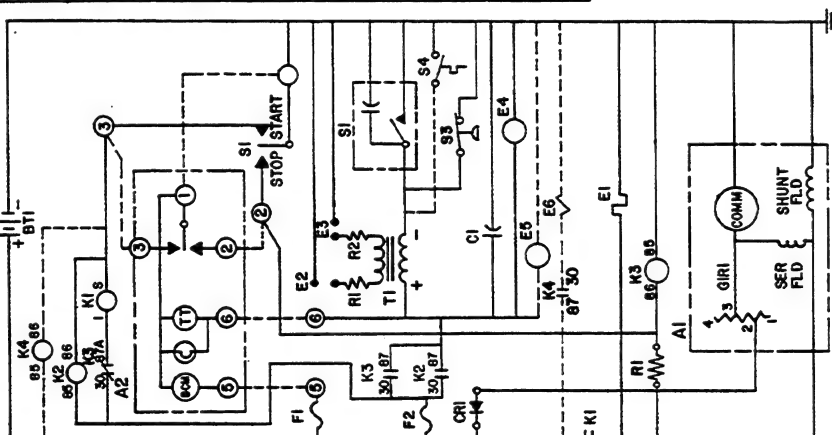 BT1
+
-
3
S1
START
STOP
S1
S4
S3
E4
1
3
2
2
E3
E2
R2
R1
T1
-
+
C1
E5
E6
E1
K4
87
30
K3
85
86
COMM
SHUNT
FLD
SER
FLD
GIRI
A1
4
3
2
1
K4
86
85
K2
86
85
K1
S
1
K3
87A
30
A2
TT
C
BCM
6
6
5
5
K3
87
30
K2
87
30
F1
F2
CR1
R1
K1